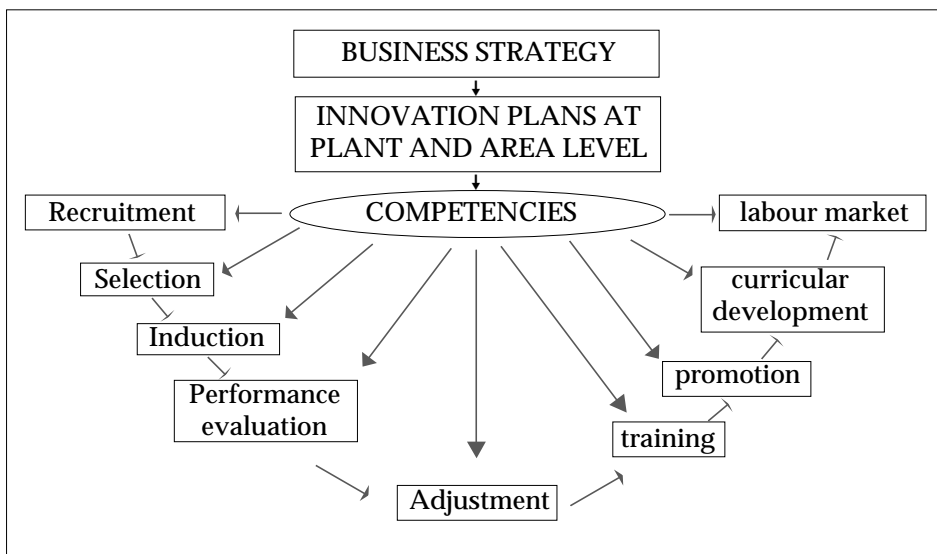 BUSINESS STRATEGY
INNOVATION PLANS AT
PLANT AND AREA LEVEL
COMPETENCIES
Recruitment
labour market
Selection
curricular
development
Induction
promotion
Performance
evaluation
training
Adjustment